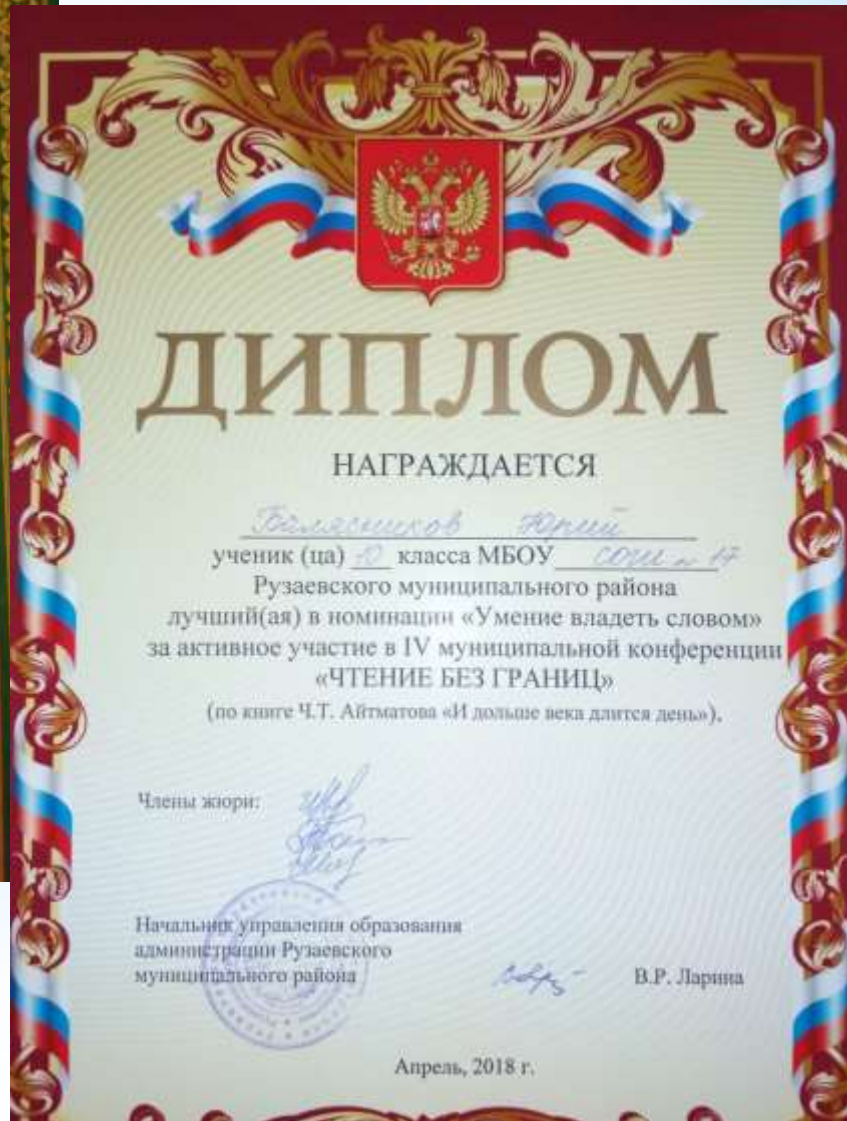 ДИПЛОМ
НАГРАЖДАЕТСЯ
Балясников Юрий
ученик (ца) 10 класса МБОУ СОШ № 17
Рузаевского муниципального района
лучший(ая) в номинации «Умение владеть словом»
за активное участие в IV муниципальной конференции
«ЧТЕНИЕ БЕЗ ГРАНИЦ»
(по книге Ч.Т. Айтматова «И дольше века длится день»).
Члены жюри:
Начальник управления образования
администрации Рузаевского
муниципального района В.Р. Ларина
Апрель, 2018 г.